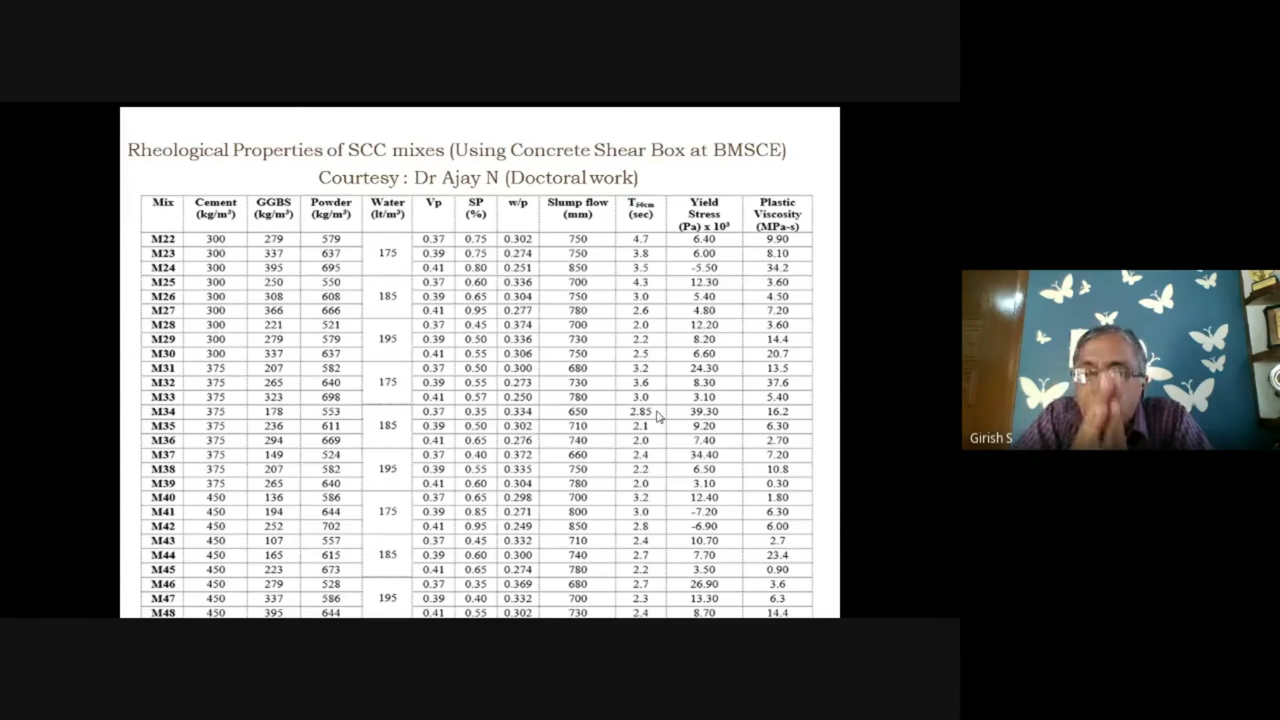 Rheological Properties of SCC mixes (Using Concrete Shear Box at BMSCE)
Courtesy : Dr Ajay N (Doctoral work)
Mix Cement (kg/m³) GGBS (kg/m³) Powder (kg/m³) Water (lt/m³) Vp SP (%) w/p Slump flow (mm) T50cm (sec) Yield Stress (Pa) x 10³ Plastic Viscosity (MPa-s)
M22 300 279 579 0.37 0.75 0.302 750 4.7 6.40 9.90
M23 300 337 637 175 0.39 0.75 0.274 750 3.8 6.00 8.10
M24 300 395 695 0.41 0.80 0.251 850 3.5 -5.50 34.2
M25 300 250 550 0.37 0.60 0.336 700 4.3 12.30 3.60
M26 300 308 608 185 0.39 0.65 0.304 750 3.0 5.40 4.50
M27 300 366 666 0.41 0.95 0.277 780 2.6 4.80 7.20
M28 300 221 521 0.37 0.45 0.374 700 2.0 12.20 3.60
M29 300 279 579 195 0.39 0.50 0.336 730 2.2 8.20 14.4
M30 300 337 637 0.41 0.55 0.306 750 2.5 6.60 20.7
M31 375 207 582 0.37 0.50 0.300 680 3.2 24.30 13.5
M32 375 265 640 175 0.39 0.55 0.273 730 3.6 8.30 37.6
M33 375 323 698 0.41 0.57 0.250 780 3.0 3.10 5.40
M34 375 178 553 0.37 0.35 0.334 650 2.85 39.30 16.2
M35 375 236 611 185 0.39 0.50 0.302 710 2.1 9.20 6.30
M36 375 294 669 0.41 0.65 0.276 740 2.0 7.40 2.70
M37 375 149 524 0.37 0.40 0.372 660 2.4 34.40 7.20
M38 375 207 582 195 0.39 0.55 0.335 750 2.2 6.50 10.8
M39 375 265 640 0.41 0.60 0.304 780 2.0 3.10 0.30
M40 450 136 586 0.37 0.65 0.298 700 3.2 12.40 1.80
M41 450 194 644 175 0.39 0.85 0.271 800 3.0 -7.20 6.30
M42 450 252 702 0.41 0.95 0.249 850 2.8 -6.90 6.00
M43 450 107 557 0.37 0.45 0.332 710 2.4 10.70 2.7
M44 450 165 615 185 0.39 0.60 0.300 740 2.7 7.70 23.4
M45 450 223 673 0.41 0.65 0.274 780 2.2 3.50 0.90
M46 450 279 528 0.37 0.35 0.369 680 2.7 26.90 3.6
M47 450 337 586 195 0.39 0.40 0.332 700 2.3 13.30 6.3
M48 450 395 644 0.41 0.55 0.302 730 2.4 8.70 14.4
Girish S